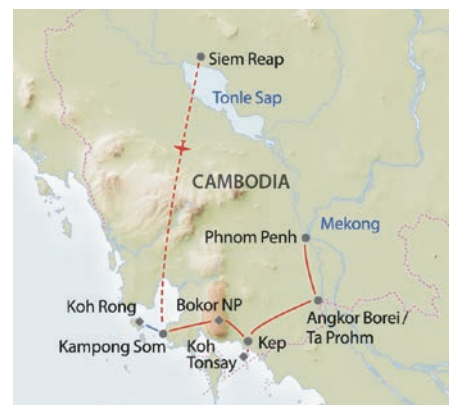 Siem Reap
Tonle Sap
CAMBODIA
Phnom Penh
Mekong
Koh Rong
Bokor NP
Angkor Borei /
Ta Prohm
Kampong Som
Koh
Tonsay
Kep